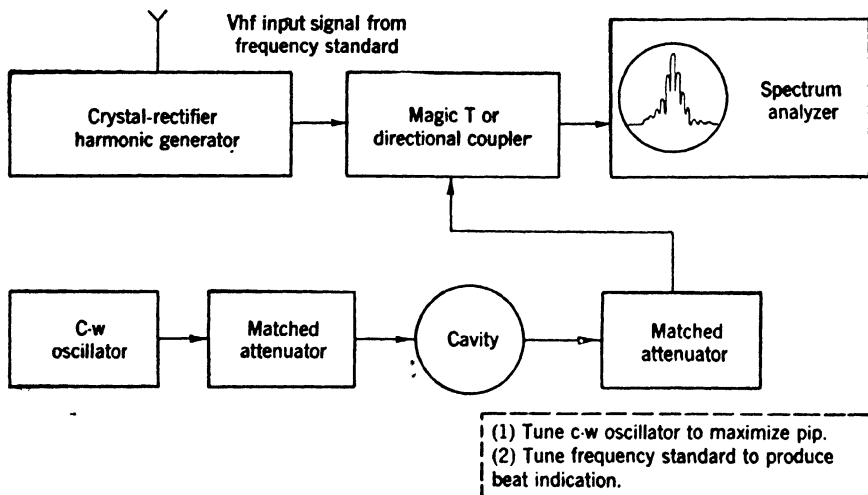 Vhf input signal from
frequency standard
Crystal-rectifier
harmonic generator
Magic T or
directional coupler
Spectrum
analyzer
C-w
oscillator
Matched
attenuator
Cavity
Matched
attenuator
(1) Tune c-w oscillator to maximize pip.
(2) Tune frequency standard to produce
beat indication.